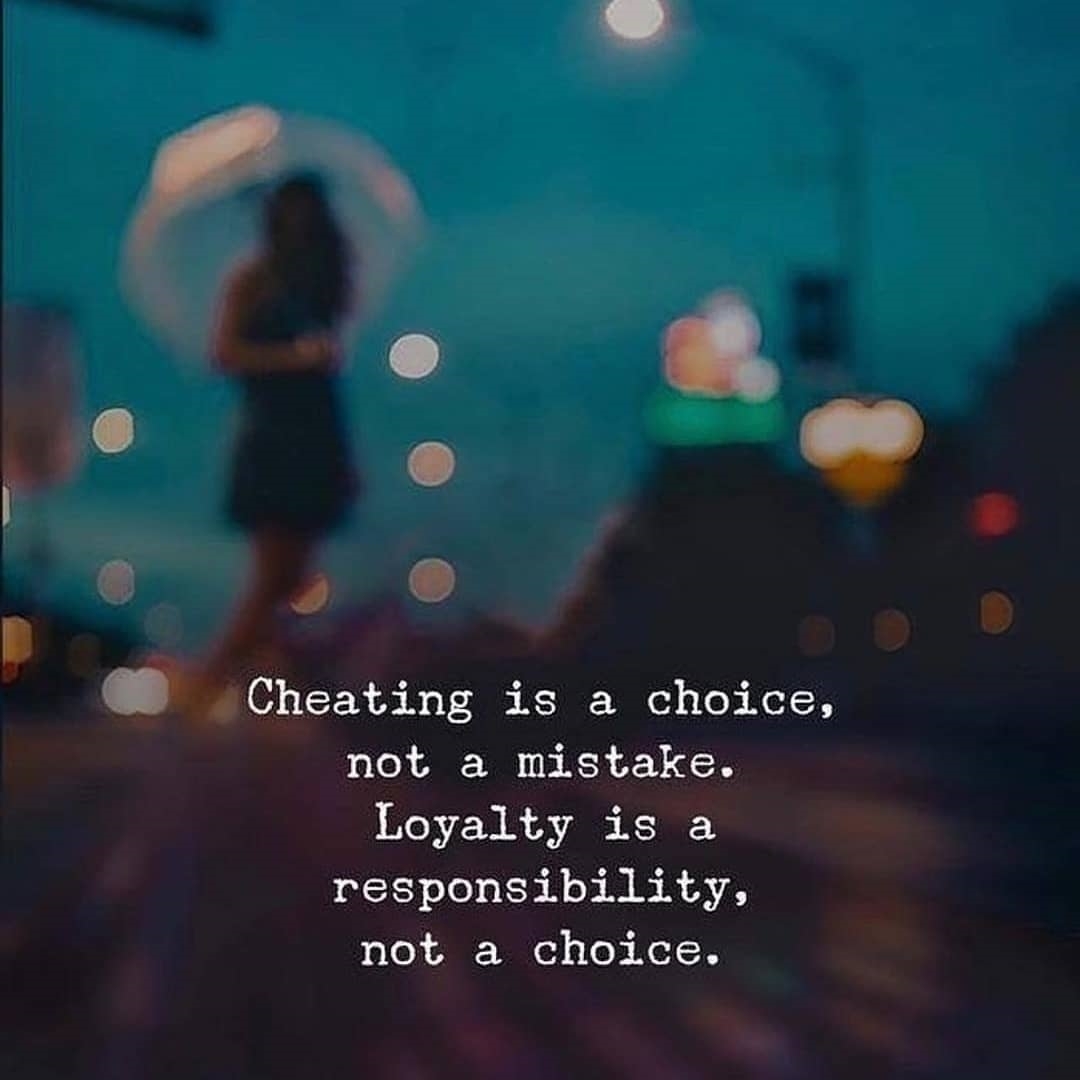 Cheating is a choice,
not a mistake.
Loyalty is a
responsibility,
not a choice.